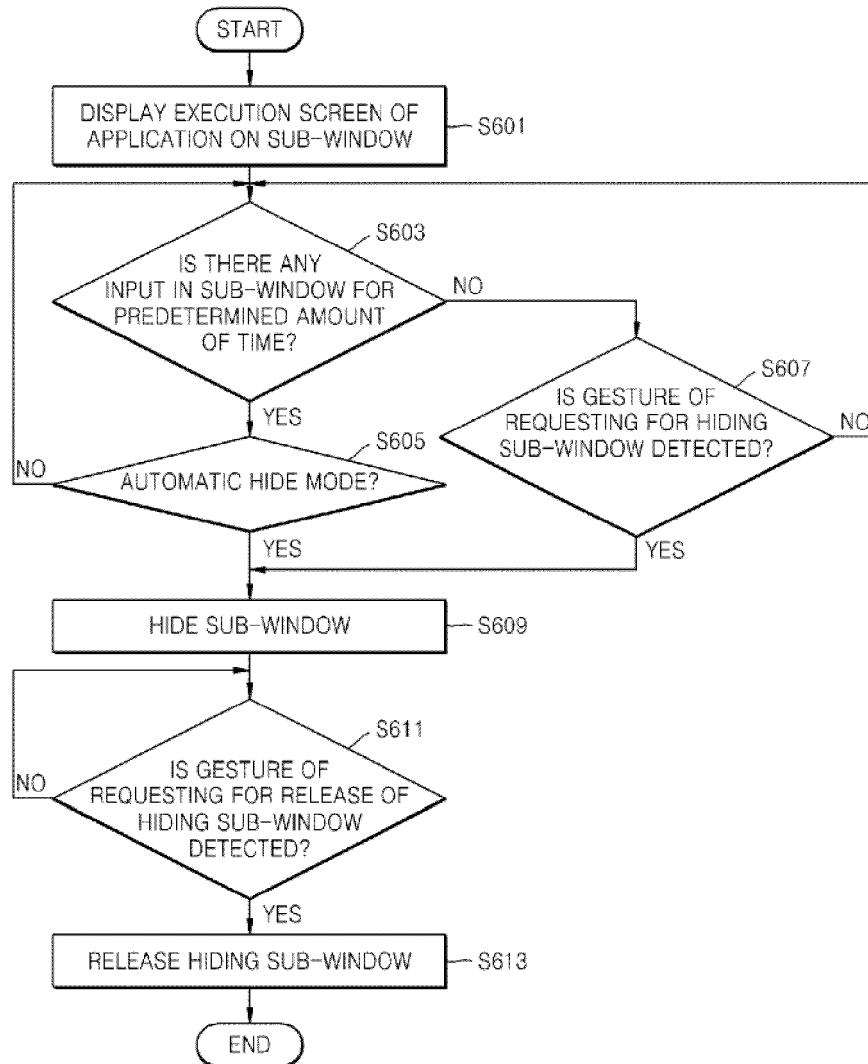 START
DISPLAY EXECUTION SCREEN OF
APPLICATION ON SUB-WINDOW
S601
S603
IS THERE ANY
INPUT IN SUB-WINDOW FOR
PREDETERMINED AMOUNT
OF TIME?
NO
YES
S607
IS GESTURE OF
REQUESTING FOR HIDING
SUB-WINDOW DETECTED?
NO
YES
S605
AUTOMATIC HIDE MODE?
NO
YES
HIDE SUB-WINDOW
S609
S611
IS GESTURE OF
REQUESTING FOR RELEASE OF
HIDING SUB-WINDOW
DETECTED?
NO
YES
RELEASE HIDING SUB-WINDOW
S613
END